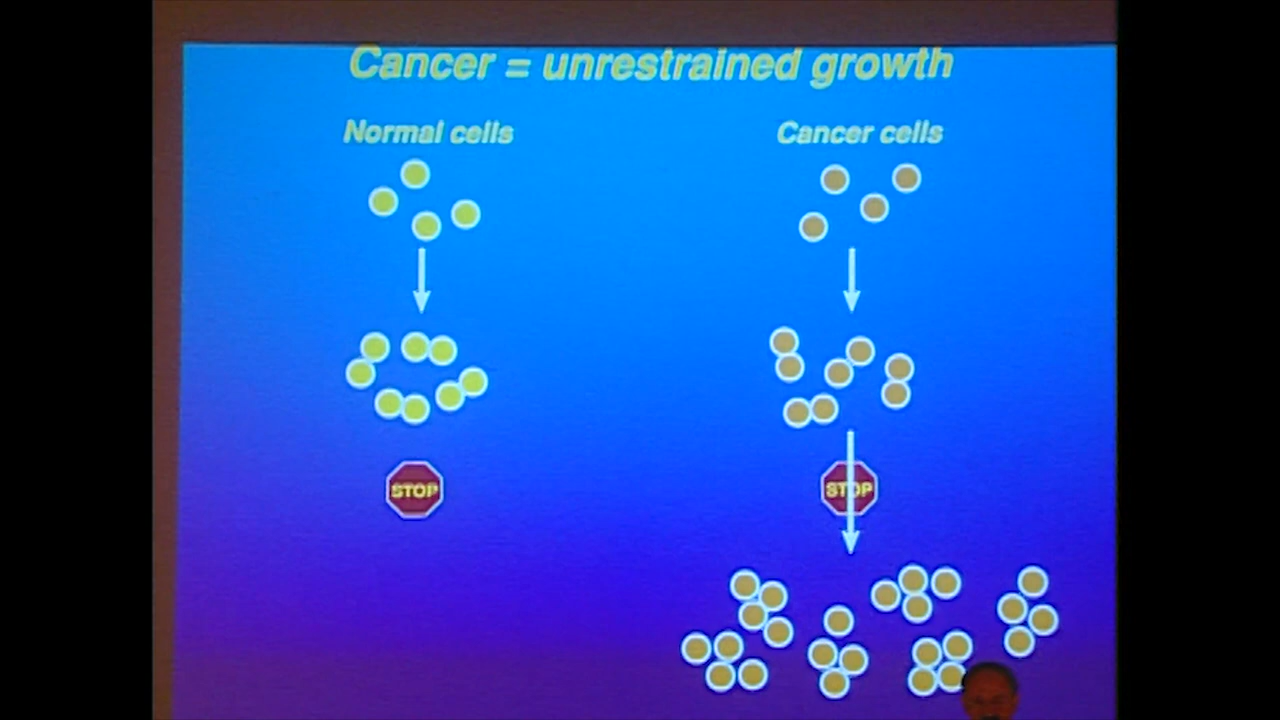 Cancer = unrestrained growth
Normal cells
Cancer cells
STOP
STOP